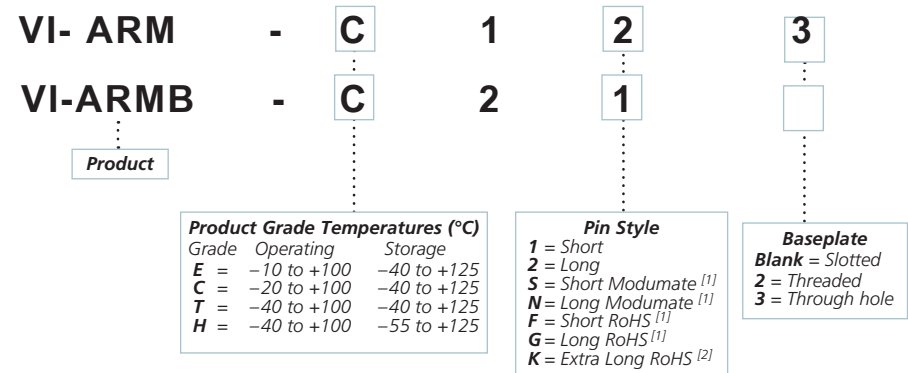 VI- ARM - C 1 2 3
VI-ARMB - C 2 1
Product
Product Grade Temperatures (°C)
Grade Operating Storage
E = –10 to +100 –40 to +125
C = –20 to +100 –40 to +125
T = –40 to +100 –40 to +125
H = –40 to +100 –55 to +125
Pin Style
1 = Short
2 = Long
S = Short Modumate [1]
N = Long Modumate [1]
F = Short RoHS [1]
G = Long RoHS [1]
K = Extra Long RoHS [2]
Baseplate
Blank = Slotted
2 = Threaded
3 = Through hole